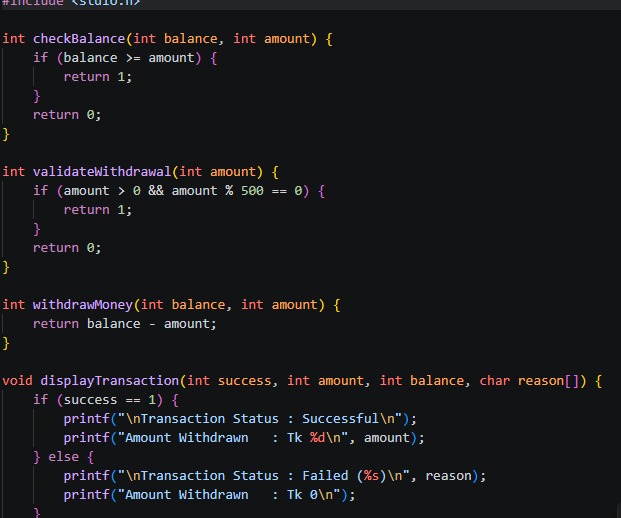 #include <stdio.h>

int checkBalance(int balance, int amount) {
    if (balance >= amount) {
        return 1;
    }
    return 0;
}

int validateWithdrawal(int amount) {
    if (amount > 0 && amount % 500 == 0) {
        return 1;
    }
    return 0;
}

int withdrawMoney(int balance, int amount) {
    return balance - amount;
}

void displayTransaction(int success, int amount, int balance, char reason[]) {
    if (success == 1) {
        printf("\nTransaction Status : Successful\n");
        printf("Amount Withdrawn   : Tk %d\n", amount);
    } else {
        printf("\nTransaction Status : Failed (%s)\n", reason);
        printf("Amount Withdrawn   : Tk 0\n");
    }